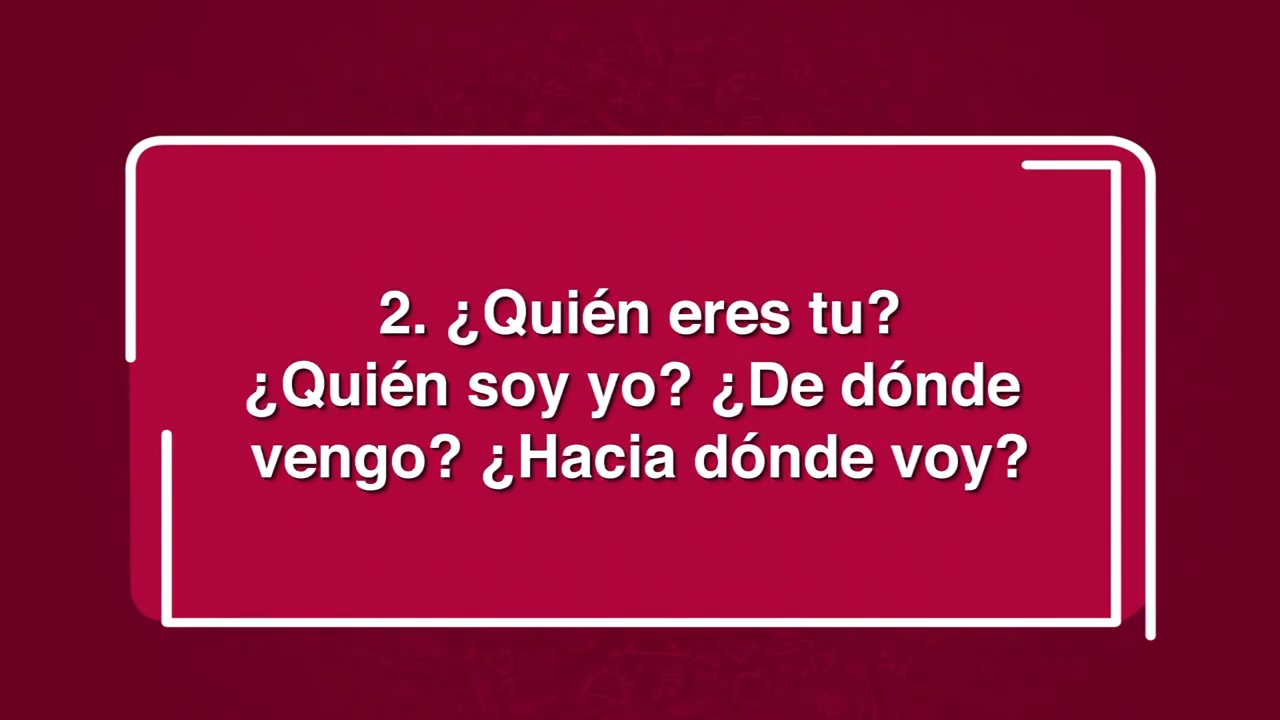 2. ¿Quién eres tu?
¿Quién soy yo? ¿De dónde
vengo? ¿Hacia dónde voy?